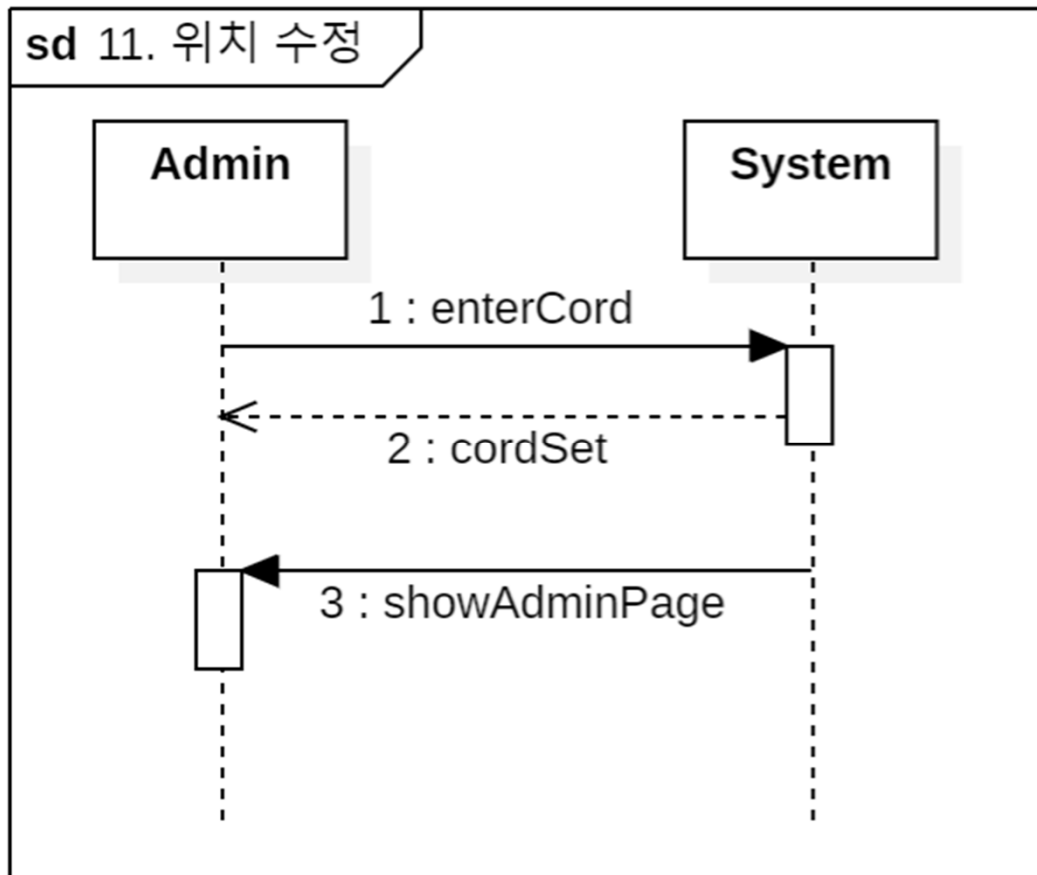 sd 11. 위치 수정
Admin
System
1 : enterCord
2 : cordSet
3 : showAdminPage